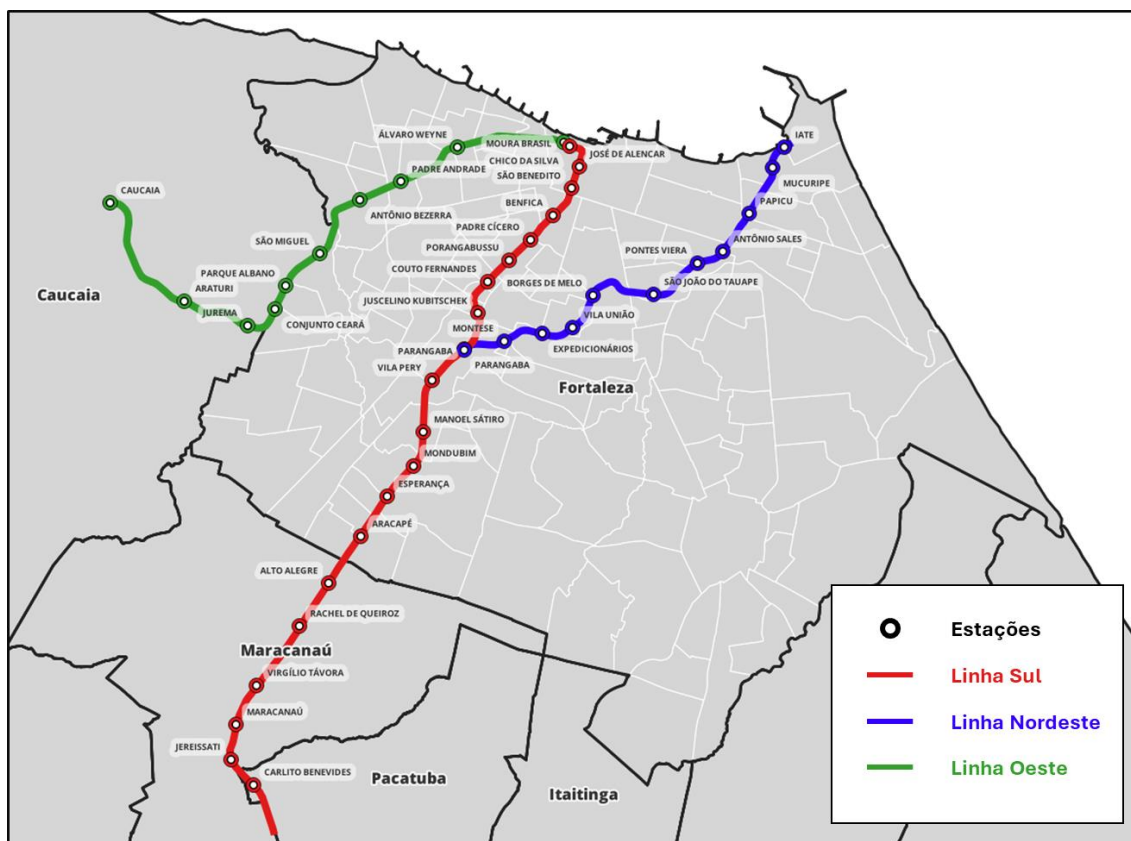 IATE
ÁLVARO WEYNE
MOURA BRASIL
JOSÉ DE ALENCAR
CHICO DA SILVA
PADRE ANDRADE
SÃO BENEDITO
MUCURIPE
CAUCAIA
BENFICA
PAPICU
ANTÔNIO BEZERRA
PADRE CÍCERO
SÃO MIGUEL
PORANGABUSSU
PONTES VIERA
ANTÔNIO SALES
COUTO FERNANDES
PARQUE ALBANO
BORGES DE MELO
SÃO JOÃO DO TAUAPE
ARATURI
Caucaia
JUSCELINO KUBITSCHEK
JUREMA
CONJUNTO CEARÁ
VILA UNIÃO
MONTESE
PARANGABA
EXPEDICIONÁRIOS
VILA PERY
PARANGABA
Fortaleza
MANOEL SÁTIRO
MONDUBIM
ESPERANÇA
ARACAPÉ
ALTO ALEGRE
RACHEL DE QUEIROZ
Maracanaú
VIRGÍLIO TÁVORA
MARACANAÚ
JEREISSATI
CARLITO BENEVIDES
Pacatuba
Itaitinga
Estações
Linha Sul
Linha Nordeste
Linha Oeste